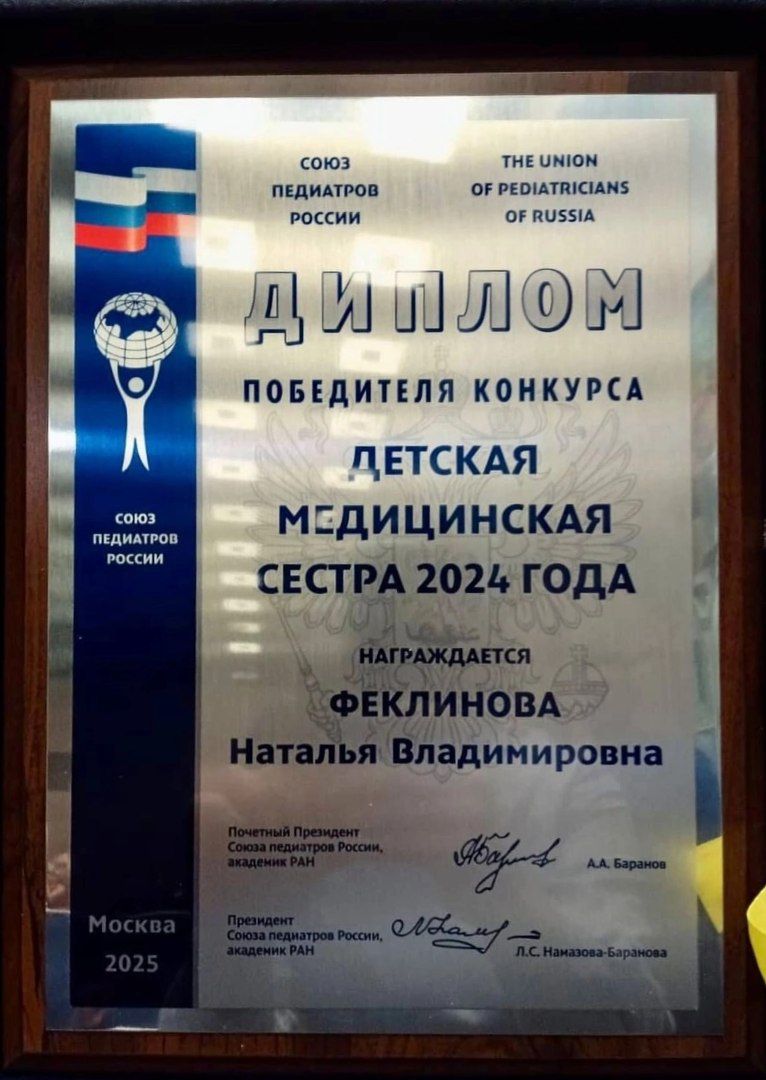 СОЮЗ
ПЕДИАТРОВ
РОССИИ
THE UNION
OF PEDIATRICIANS
OF RUSSIA
ДИПЛОМ
ПОБЕДИТЕЛЯ КОНКУРСА
ДЕТСКАЯ
МЕДИЦИНСКАЯ
СЕСТРА 2024 ГОДА
НАГРАЖДАЕТСЯ
ФЕКЛИНОВА
Наталья Владимировна
СОЮЗ
ПЕДИАТРОВ
РОССИИ
Почетный Президент
Союза педиатров России,
академик РАН
А.А. Баранов
Президент
Союза педиатров России,
академик РАН
Л.С. Намазова-Баранова
Москва
2025